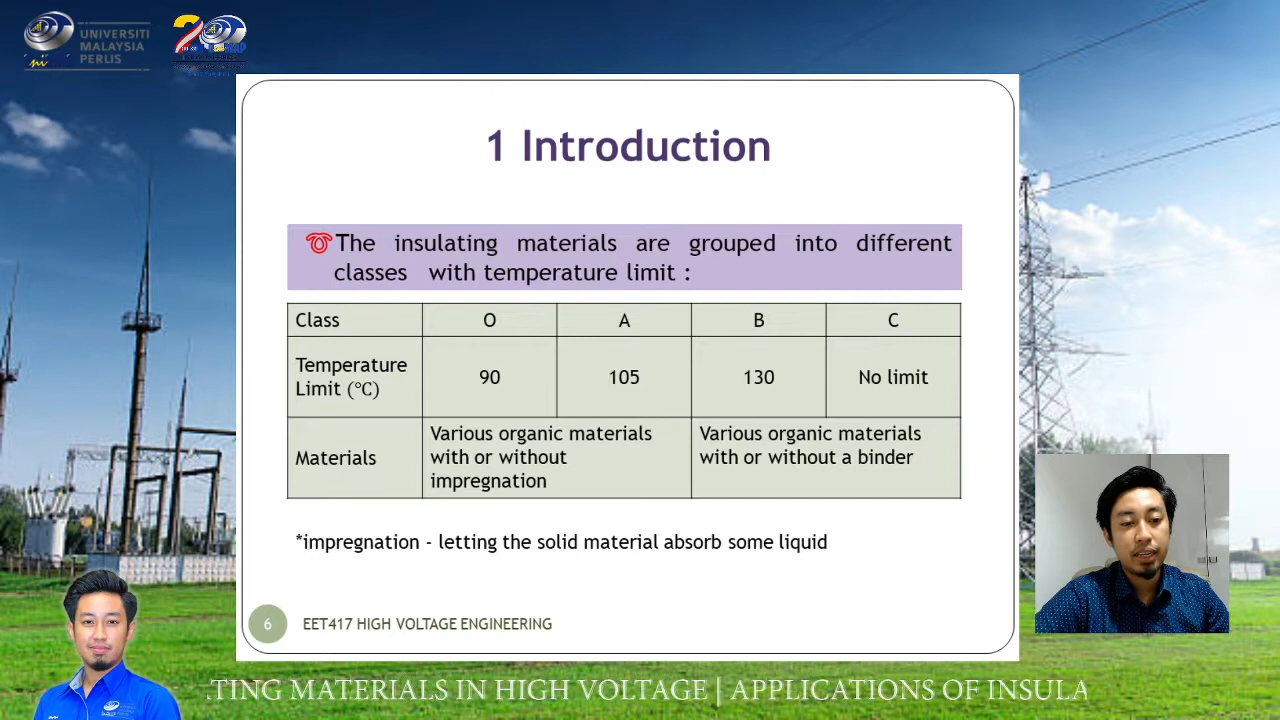 UNIVERSITI
MALAYSIA
PERLIS
1 Introduction
The insulating materials are grouped into different
classes with temperature limit :
Class O A B C
Temperature
Limit (℃) 90 105 130 No limit
Materials
Various organic materials
with or without
impregnation
Various organic materials
with or without a binder
*impregnation - letting the solid material absorb some liquid
6 EET417 HIGH VOLTAGE ENGINEERING
TING MATERIALS IN HIGH VOLTAGE | APPLICATIONS OF INSULA